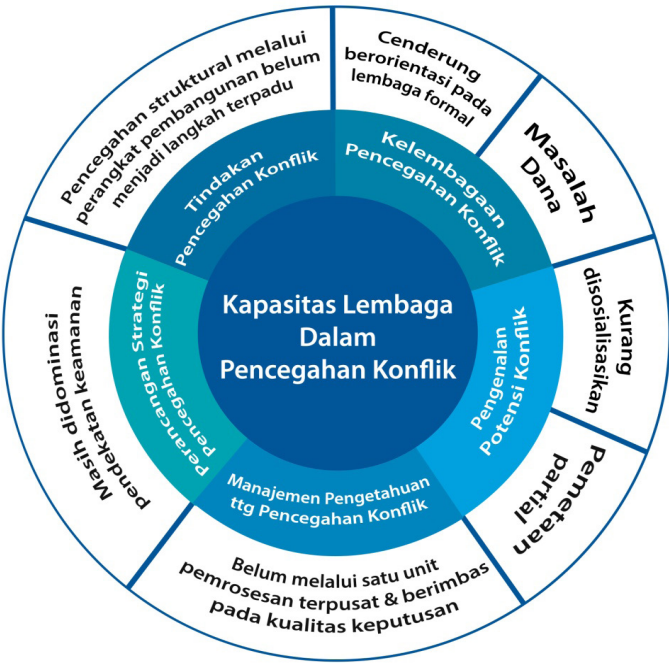 Kapasitas Lembaga
Dalam
Pencegahan Konflik
Kelembagaan
Pencegahan Konflik
Cenderung
berorientasi pada
lembaga formal
Masalah
Dana
Pengenalan
Potensi Konflik
Kurang
disosialisasikan
Pemetaan
partial
Manajemen Pengetahuan
ttg Pencegahan Konflik
Belum melalui satu unit
pemrosesan terpusat & berimbas
pada kualitas keputusan
Perancangan Strategi
pencegahan Konflik
Masih didominasi
pendekatan keamanan
Tindakan
Pencegahan Konflik
Pencegahan struktural melalui
perangkat pembangunan belum
menjadi langkah terpadu